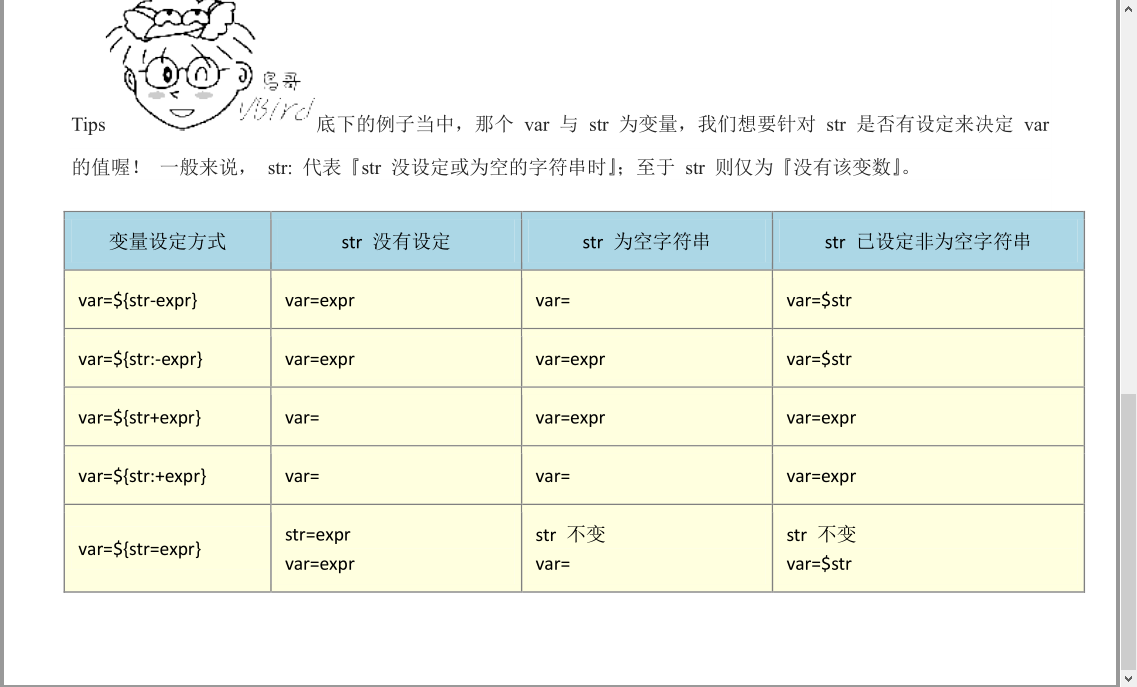 鸟哥
VBird
Tips 底下的例子当中，那个 var 与 str 为变量，我们想要针对 str 是否有设定来决定 var
的值喔！ 一般来说， str: 代表『str 没设定或为空的字符串时』；至于 str 则仅为『没有该变数』。
变量设定方式 str 没有设定 str 为空字符串 str 已设定非为空字符串
var=${str-expr} var=expr var= var=$str
var=${str:-expr} var=expr var=expr var=$str
var=${str+expr} var= var=expr var=expr
var=${str:+expr} var= var= var=expr
var=${str=expr} str=expr str 不变 str 不变
var=expr var= var=$str